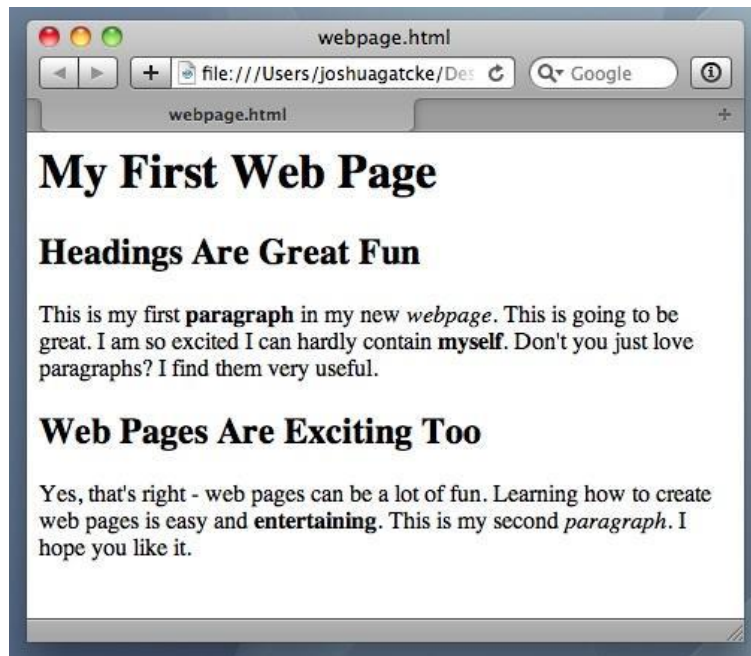 webpage.html
file:///Users/joshuagatcke/Des
Google
webpage.html
My First Web Page
Headings Are Great Fun
This is my first paragraph in my new webpage. This is going to be
great. I am so excited I can hardly contain myself. Don't you just love
paragraphs? I find them very useful.
Web Pages Are Exciting Too
Yes, that's right - web pages can be a lot of fun. Learning how to create
web pages is easy and entertaining. This is my second paragraph. I
hope you like it.